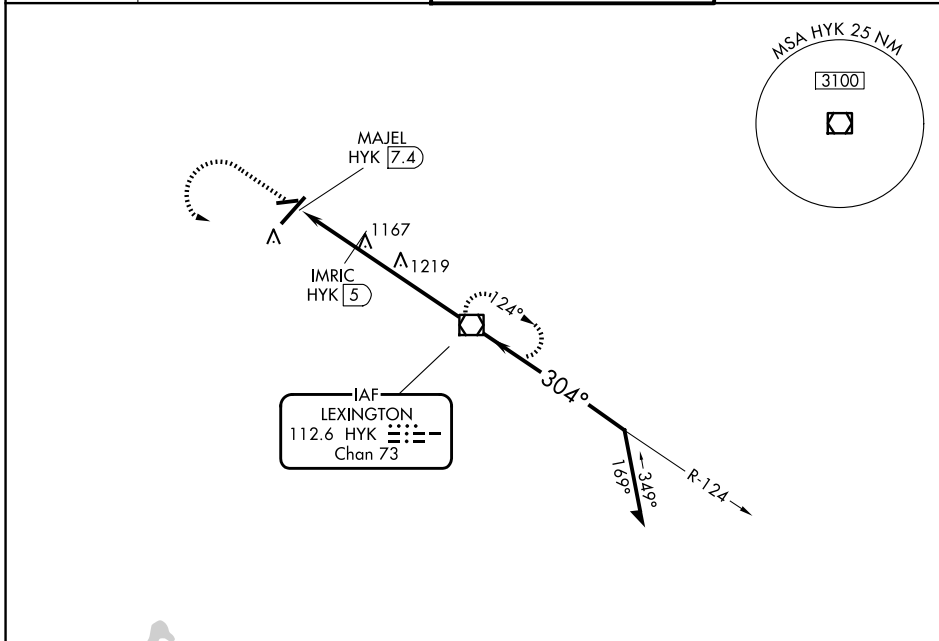 MSA HYK 25 NM
3100
MAJEL
HYK 7.4
1167
1219
IMRIC
HYK 5
124°
304°
IAF
LEXINGTON
112.6 HYK
Chan 73
349°
169°
R-124